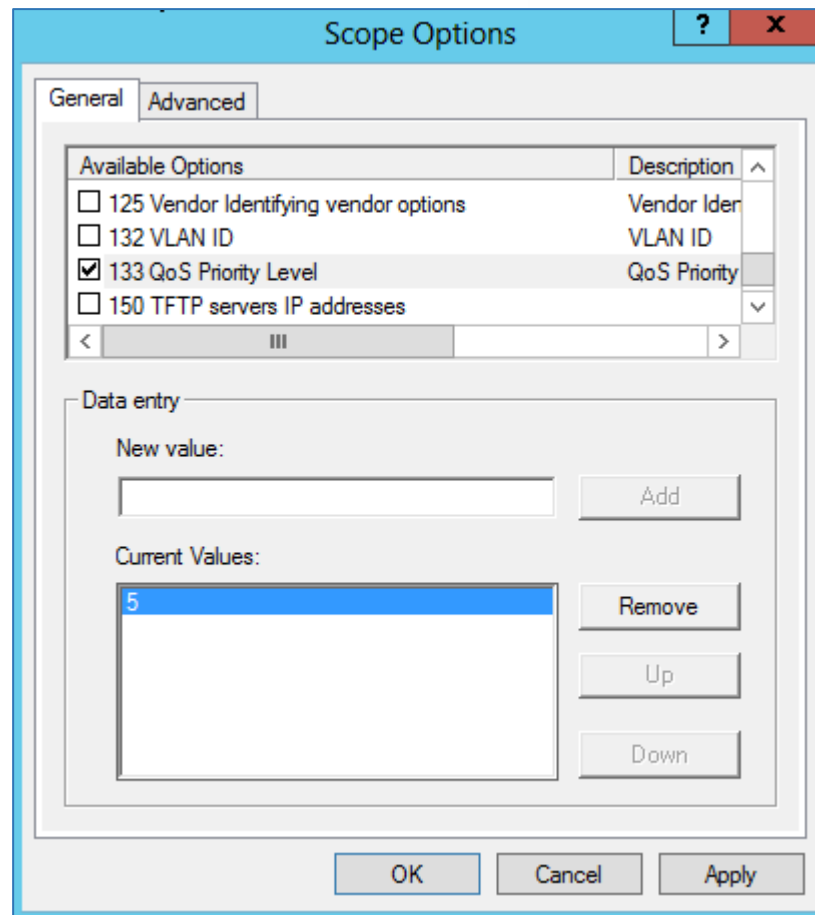 Scope Options
? x
General Advanced
Available Options Description
125 Vendor Identifying vendor options Vendor Iden
132 VLAN ID VLAN ID
133 QoS Priority Level QoS Priority
150 TFTP servers IP addresses
Data entry
New value:
Add
Current Values:
5
Remove
Up
Down
OK Cancel Apply